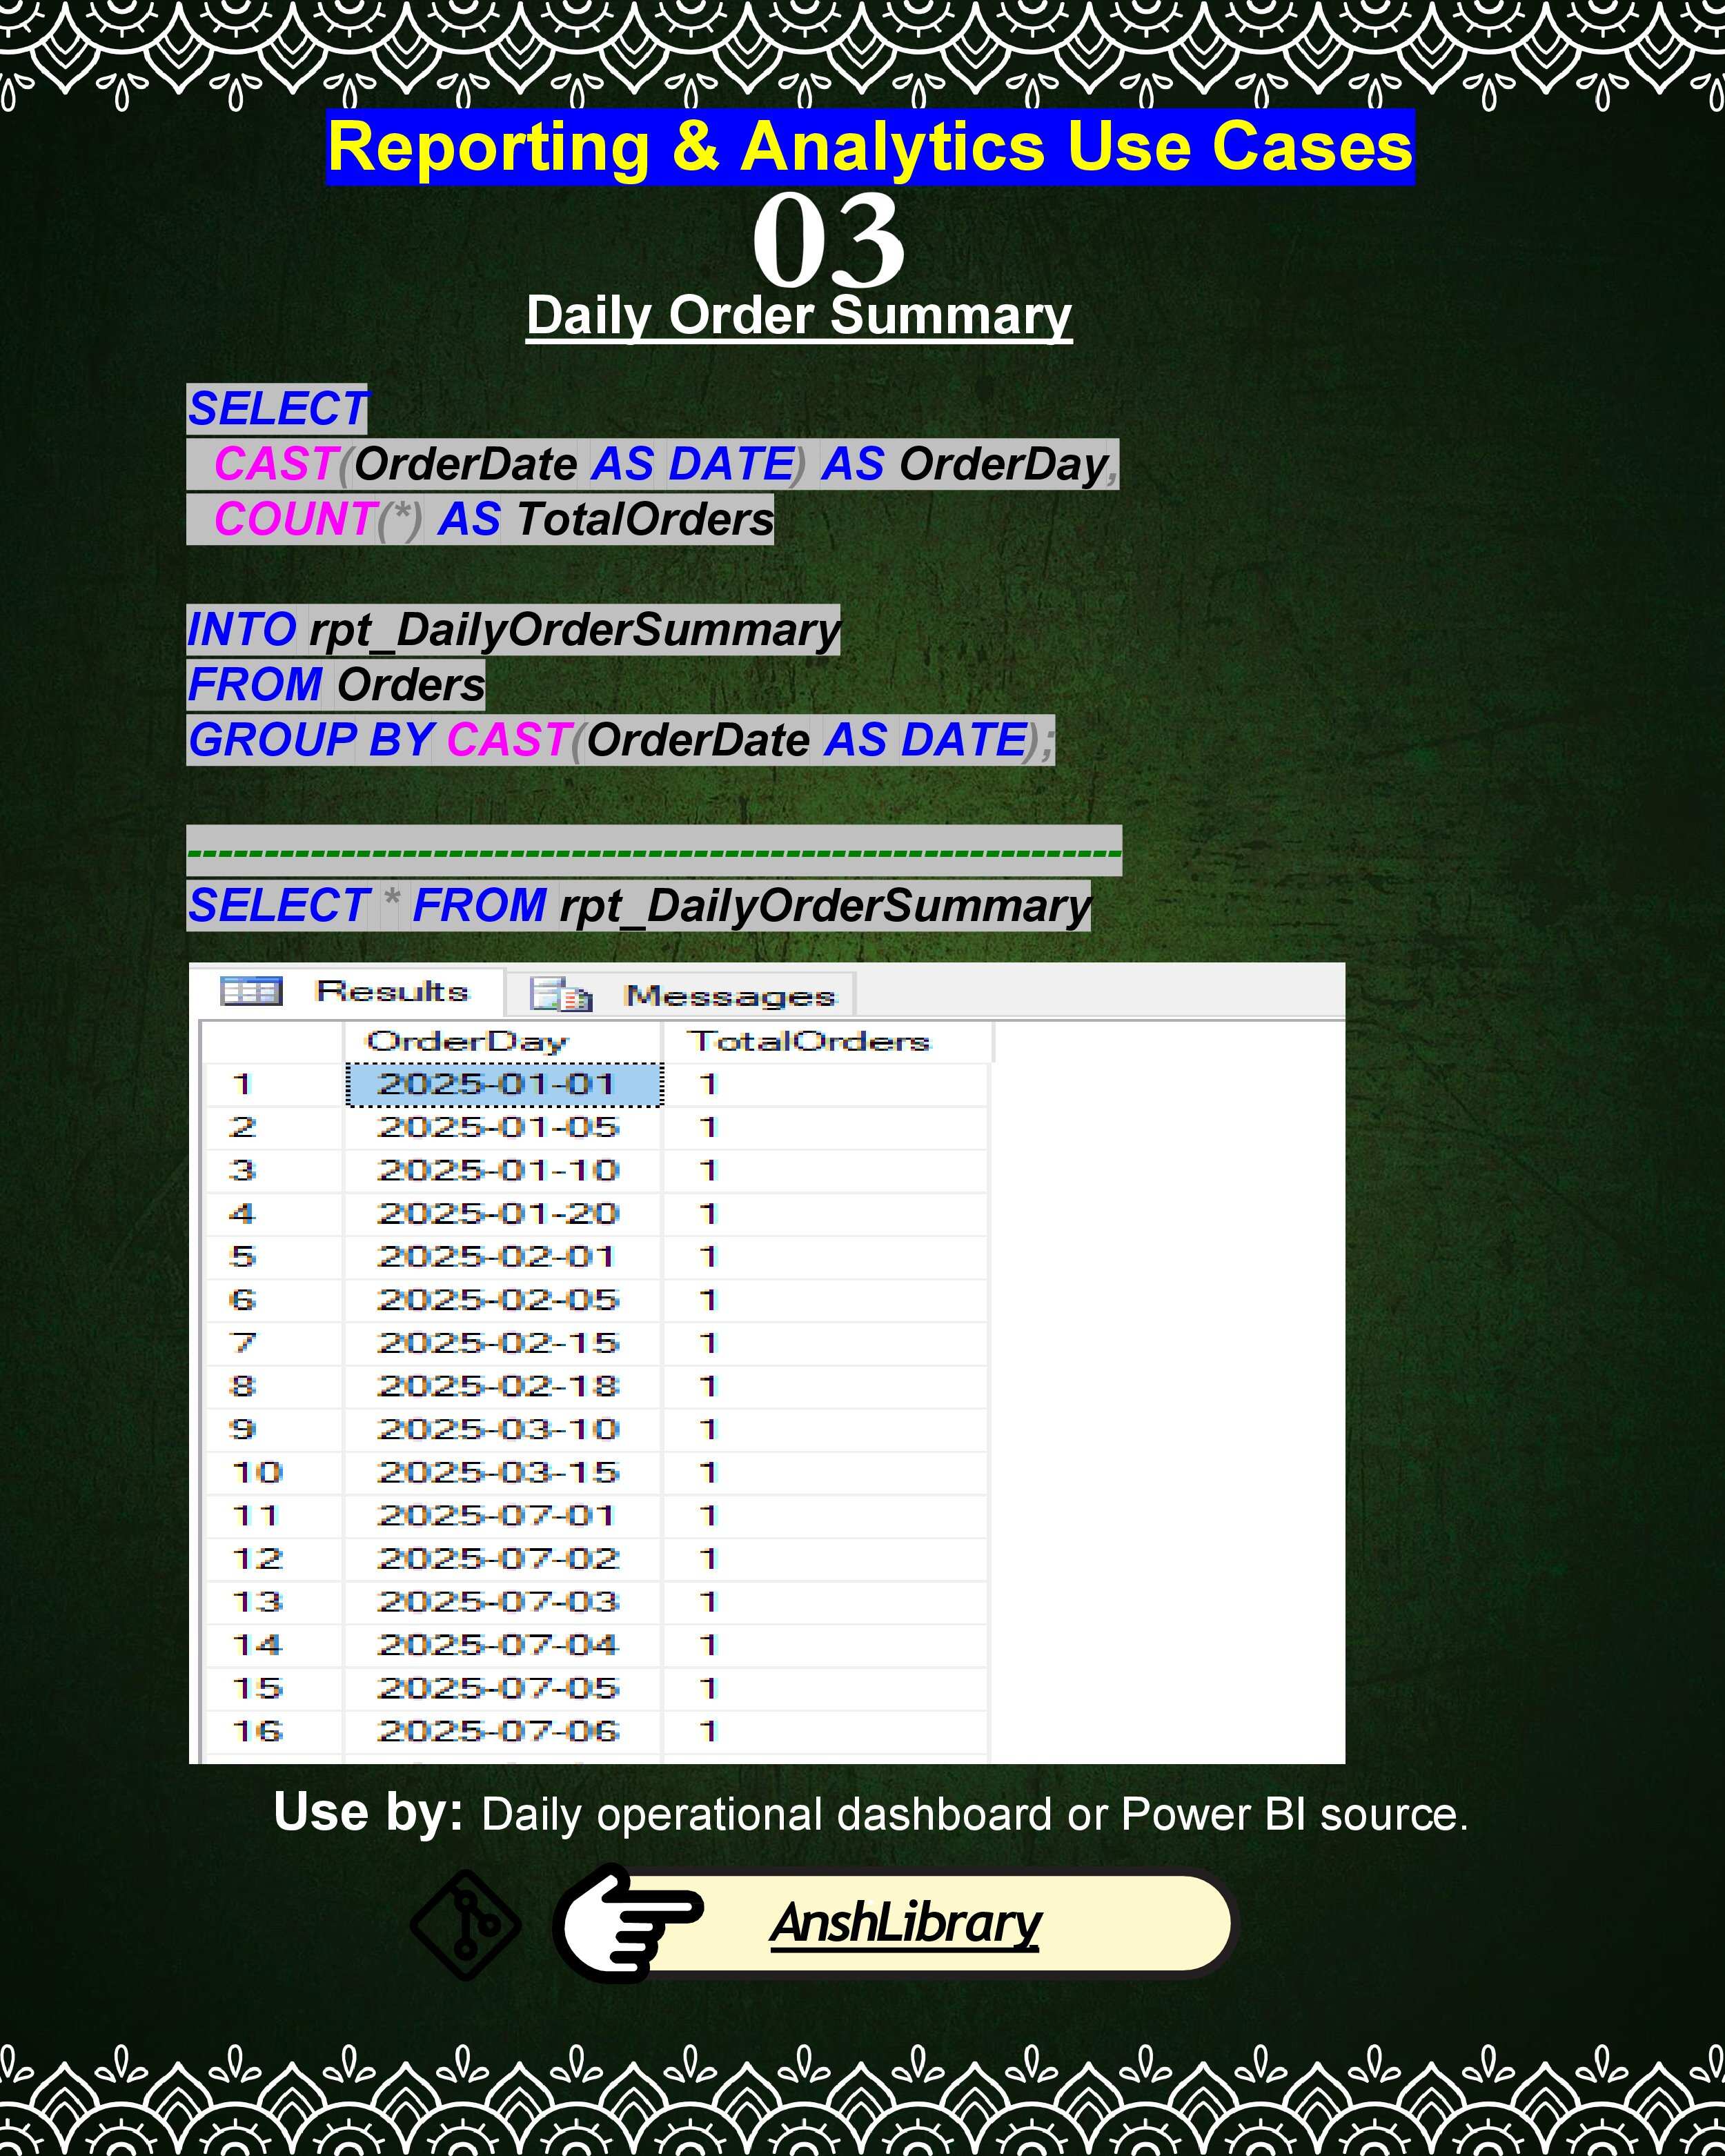 Reporting & Analytics Use Cases
03
Daily Order Summary
SELECT
CAST(OrderDate AS DATE) AS OrderDay,
COUNT(*) AS TotalOrders
INTO rpt_DailyOrderSummary
FROM Orders
GROUP BY CAST(OrderDate AS DATE);
------------------------------------------------------------
SELECT * FROM rpt_DailyOrderSummary
Results Messages
OrderDay TotalOrders
1 2025-01-01 1
2 2025-01-05 1
3 2025-01-10 1
4 2025-01-20 1
5 2025-02-01 1
6 2025-02-05 1
7 2025-02-15 1
8 2025-02-18 1
9 2025-03-10 1
10 2025-03-15 1
11 2025-07-01 1
12 2025-07-02 1
13 2025-07-03 1
14 2025-07-04 1
15 2025-07-05 1
16 2025-07-06 1
Use by: Daily operational dashboard or Power BI source.
AnshLibrary